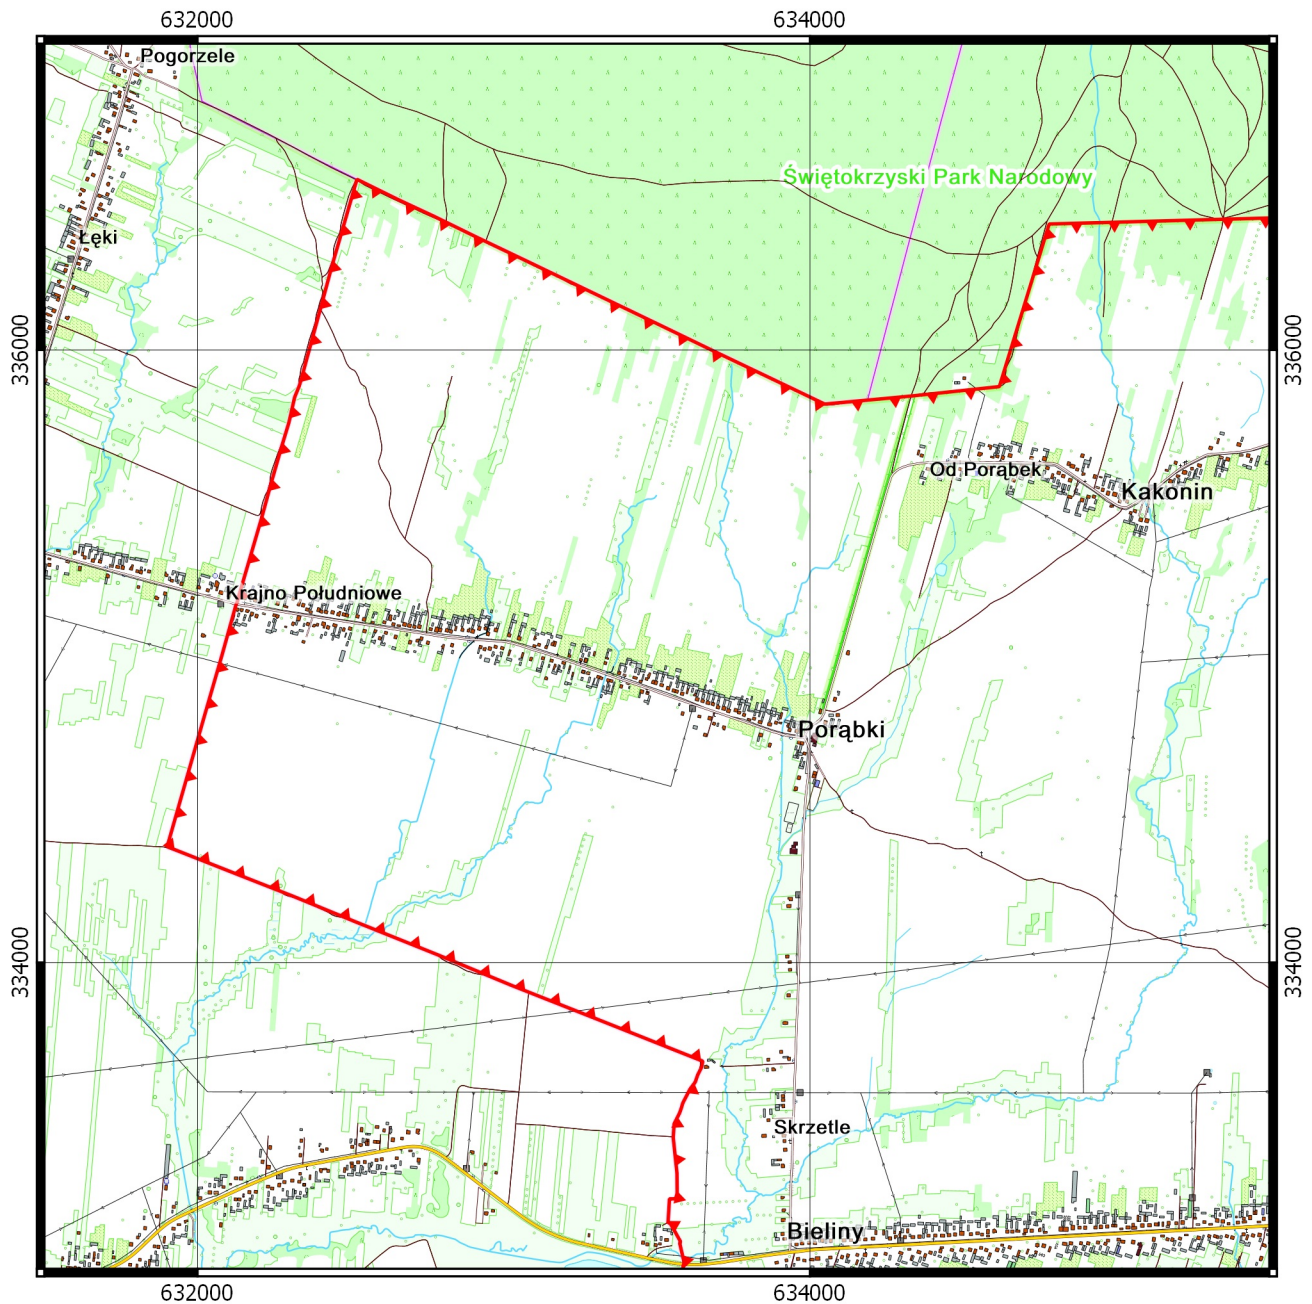 632000
634000
Pogorzele
Świętokrzyski Park Narodowy
Łęki
336000
336000
Od Porąbek
Kakonin
Krajno Południowe
Porąbki
334000
334000
Skrzetle
Bieliny
632000
634000